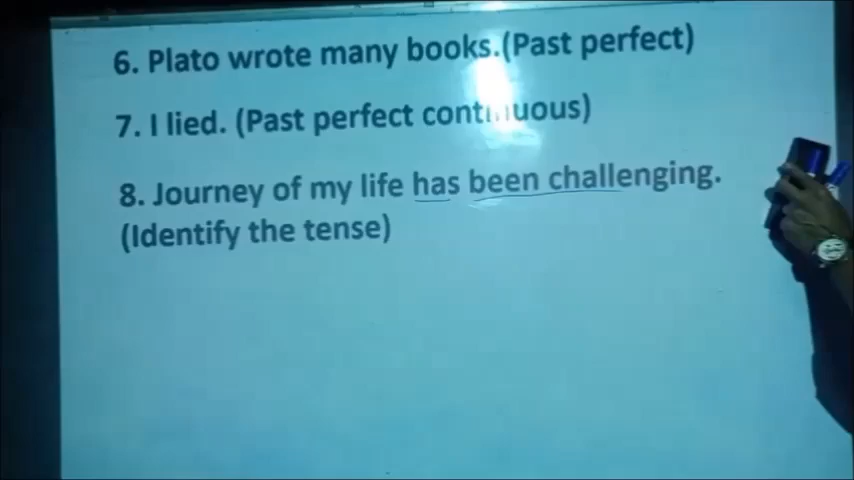 6. Plato wrote many books.(Past perfect)
7. I lied. (Past perfect continuous)
8. Journey of my life has been challenging.
(Identify the tense)